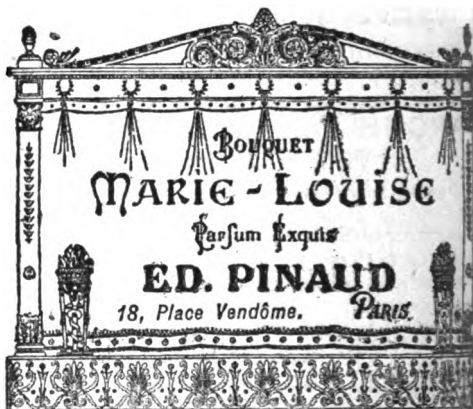 Bouquet
Marie-Louise
Parfum Exquis
ED. PINAUD
18, Place Vendôme. Paris.